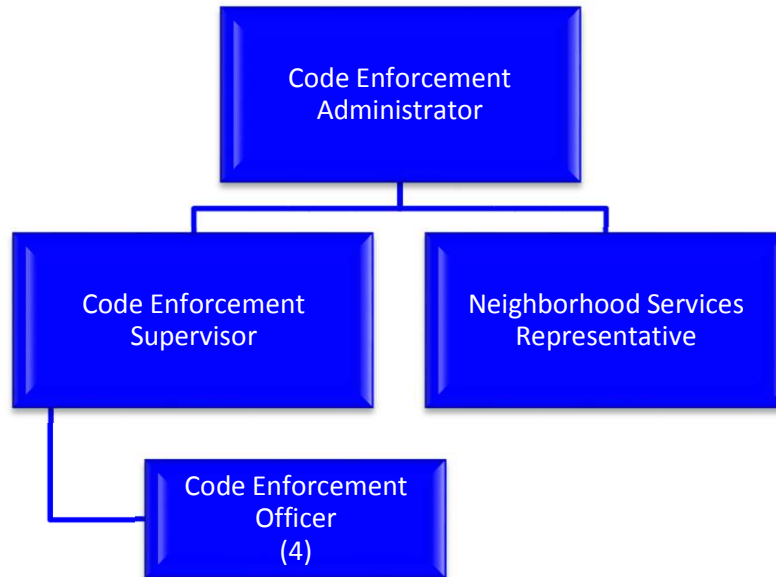 Code Enforcement
Administrator
Code Enforcement
Supervisor
Neighborhood Services
Representative
Code Enforcement
Officer
(4)